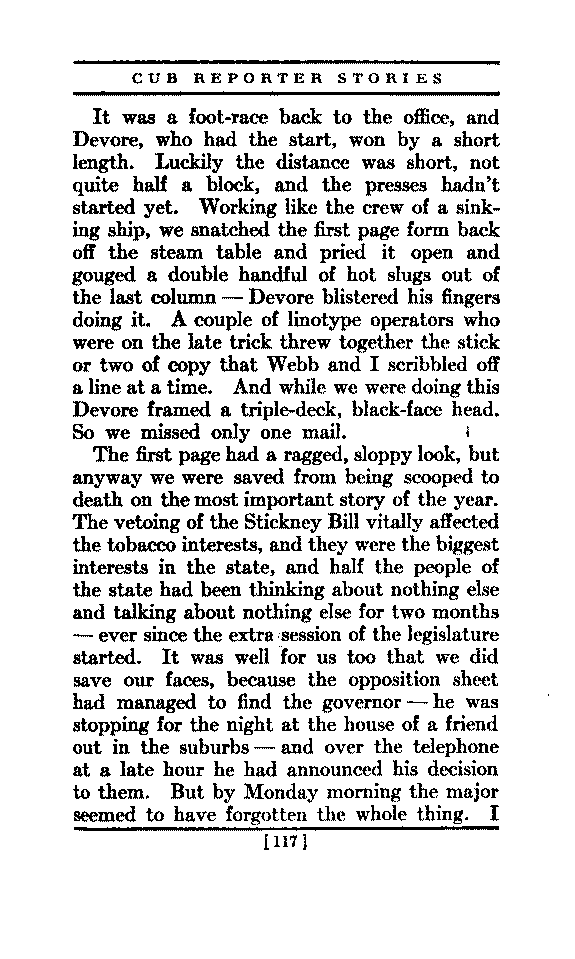 CUB REPORTER STORIES
It was a foot-race back to the office, and
Devore, who had the start, won by a short
length. Luckily the distance was short, not
quite half a block, and the presses hadn't
started yet. Working like the crew of a sink-
ing ship, we snatched the first page form back
off the steam table and pried it open and
gouged a double handful of hot slugs out of
the last column — Devore blistered his fingers
doing it. A couple of linotype operators who
were on the late trick threw together the stick
or two of copy that Webb and I scribbled off
a line at a time. And while we were doing this
Devore framed a triple-deck, black-face head.
So we missed only one mail.
The first page had a ragged, sloppy look, but
anyway we were saved from being scooped to
death on the most important story of the year.
The vetoing of the Stickney Bill vitally affected
the tobacco interests, and they were the biggest
interests in the state, and half the people of
the state had been thinking about nothing else
and talking about nothing else for two months
— ever since the extra session of the legislature
started. It was well for us too that we did
save our faces, because the opposition sheet
had managed to find the governor — he was
stopping for the night at the house of a friend
out in the suburbs — and over the telephone
at a late hour he had announced his decision
to them. But by Monday morning the major
seemed to have forgotten the whole thing. I
[117]